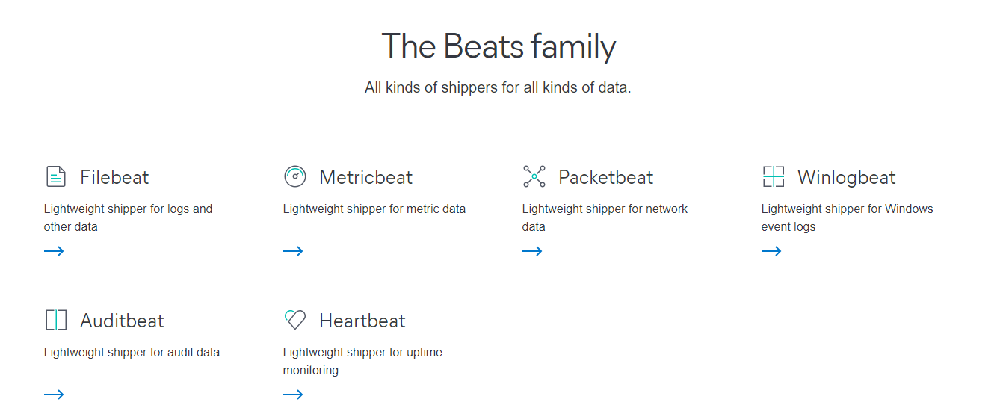 The Beats family
All kinds of shippers for all kinds of data.
Filebeat
Lightweight shipper for logs and
other data
Metricbeat
Lightweight shipper for metric data
Packetbeat
Lightweight shipper for network
data
Winlogbeat
Lightweight shipper for Windows
event logs
Auditbeat
Lightweight shipper for audit data
Heartbeat
Lightweight shipper for uptime
monitoring